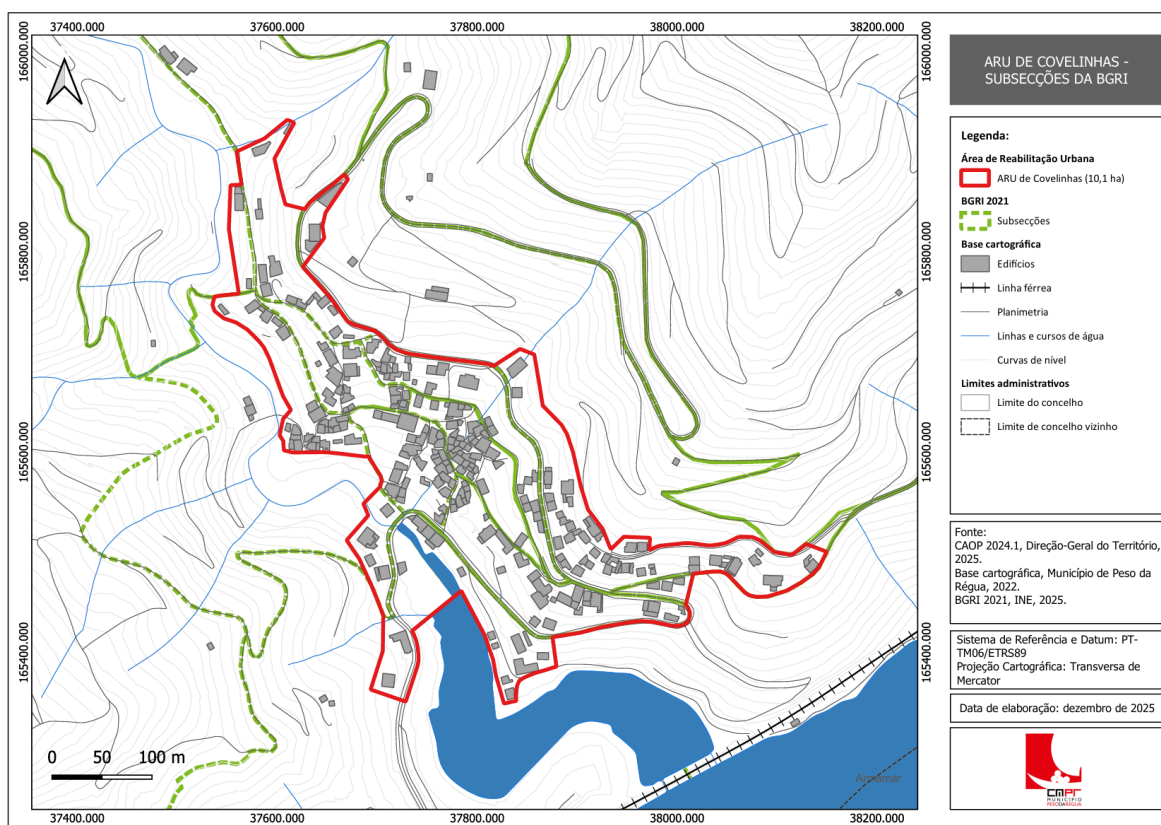 37400.000 37600.000 37800.000 38000.000 38200.000
166000.000 166000.000
165800.000 165800.000
165600.000 165600.000
165400.000 165400.000
0 50 100 m
Armamar
37400.000 37600.000 37800.000 38000.000 38200.000
ARU DE COVELINHAS -
SUBSECÇÕES DA BGRI
Legenda:
Área de Reabilitação Urbana
ARU de Covelinhas (10,1 ha)
BGRI 2021
Subsecções
Base cartográfica
Edifícios
Linha férrea
Planimetria
Linhas e cursos de água
Curvas de nível
Limites administrativos
Limite do concelho
Limite de concelho vizinho
Fonte:
CAOP 2024.1, Direção-Geral do Território,
2025.
Base cartográfica, Município de Peso da
Régua, 2022.
BGRI 2021, INE, 2025.
Sistema de Referência e Datum: PT-
TM06/ETRS89
Projeção Cartográfica: Transversa de
Mercator
Data de elaboração: dezembro de 2025
CMPR
MUNICÍPIO
PESO DA RÉGUA